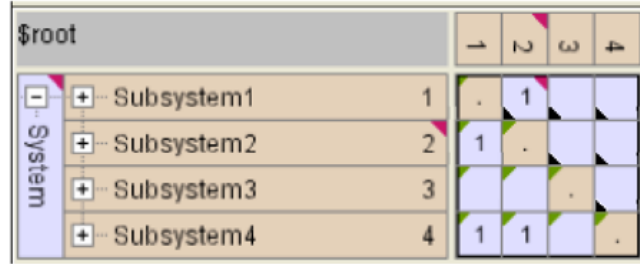 $root 1 2 3 4
System
Subsystem1 1 . 1
Subsystem2 2 1 .
Subsystem3 3 .
Subsystem4 4 1 1 .